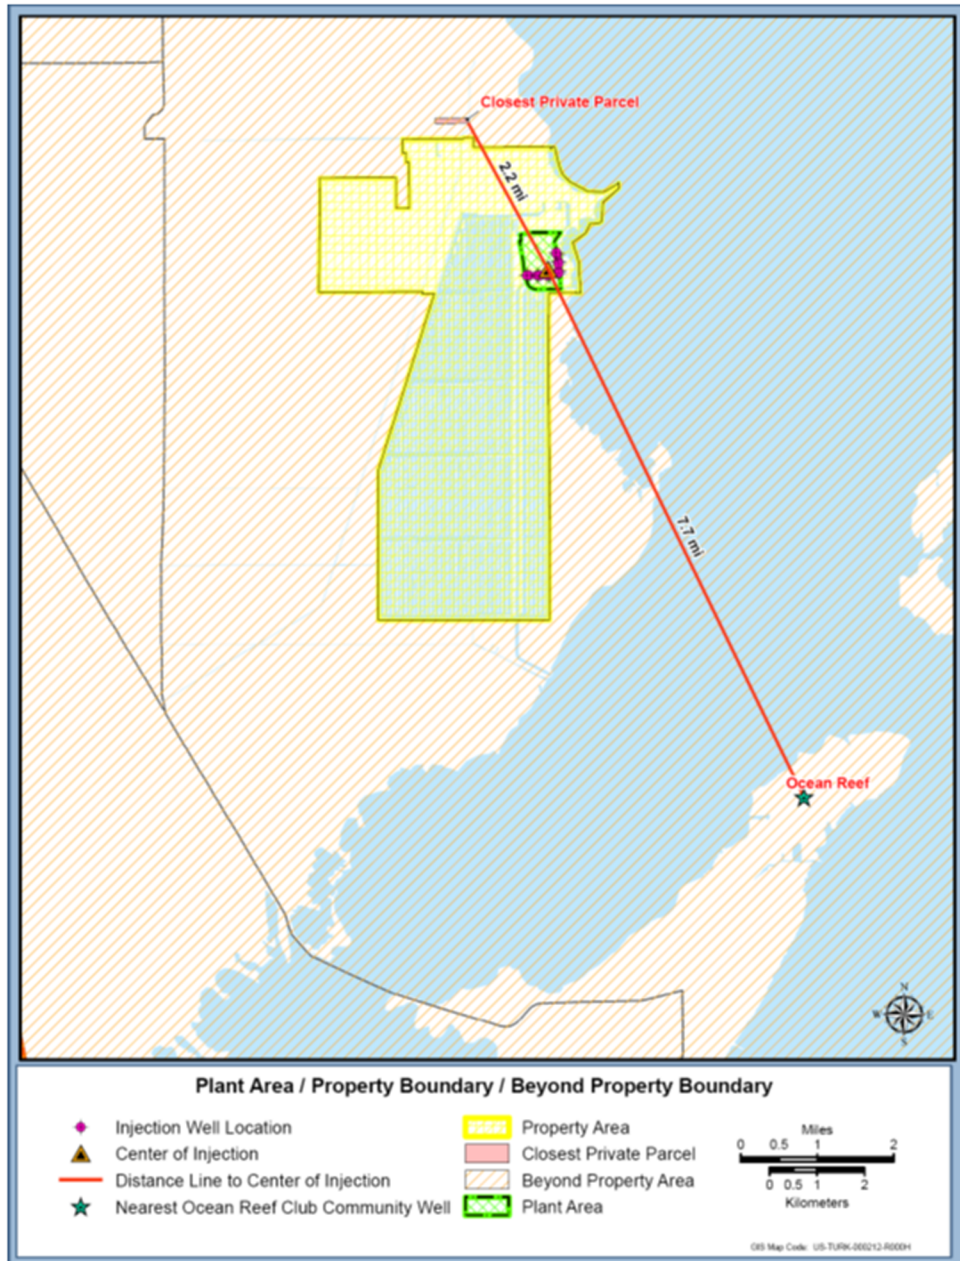 Closest Private Parcel
2.2 mi
7.7 mi
Ocean Reef
N
W E
S
Plant Area / Property Boundary / Beyond Property Boundary
Injection Well Location
Center of Injection
Distance Line to Center of Injection
Nearest Ocean Reef Club Community Well
Property Area
Closest Private Parcel
Beyond Property Area
Plant Area
Miles
0 0.5 1 2
0 0.5 1 2
Kilometers
GIS Map Code: US-TURK-000212-R000H